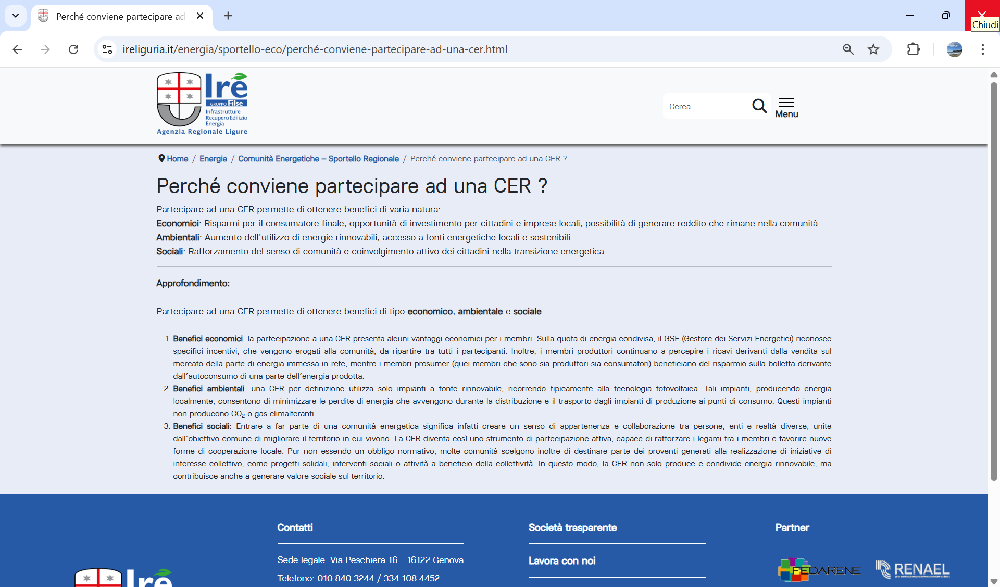 Perché conviene partecipare ad
Chiudi
ireliguria.it/energia/sportello-eco/perché-conviene-partecipare-ad-una-cer.html
Ire
GRUPPO Filse
Infrastrutture
Recupero Edilizio
Energia
Agenzia Regionale Ligure
Cerca...
Menu
Home / Energia / Comunità Energetiche – Sportello Regionale / Perché conviene partecipare ad una CER ?
Perché conviene partecipare ad una CER ?
Partecipare ad una CER permette di ottenere benefici di varia natura:
Economici: Risparmi per il consumatore finale, opportunità di investimento per cittadini e imprese locali, possibilità di generare reddito che rimane nella comunità.
Ambientali: Aumento dell'utilizzo di energie rinnovabili, accesso a fonti energetiche locali e sostenibili.
Sociali: Rafforzamento del senso di comunità e coinvolgimento attivo dei cittadini nella transizione energetica.
Approfondimento:
Partecipare ad una CER permette di ottenere benefici di tipo economico, ambientale e sociale.
1. Benefici economici: la partecipazione a una CER presenta alcuni vantaggi economici per i membri. Sulla quota di energia condivisa, il GSE (Gestore dei Servizi Energetici) riconosce
specifici incentivi, che vengono erogati alla comunità, da ripartire tra tutti i partecipanti. Inoltre, i membri produttori continuano a percepire i ricavi derivanti dalla vendita sul
mercato della parte di energia immessa in rete, mentre i membri prosumer (quei membri che sono sia produttori sia consumatori) beneficiano del risparmio sulla bolletta derivante
dall’autoconsumo di una parte dell’energia prodotta.
2. Benefici ambientali: una CER per definizione utilizza solo impianti a fonte rinnovabile, ricorrendo tipicamente alla tecnologia fotovoltaica. Tali impianti, producendo energia
localmente, consentono di minimizzare le perdite di energia che avvengono durante la distribuzione e il trasporto dagli impianti di produzione ai punti di consumo. Questi impianti
non producono CO₂ o gas climalteranti.
3. Benefici sociali: Entrare a far parte di una comunità energetica significa infatti creare un senso di appartenenza e collaborazione tra persone, enti e realtà diverse, unite
dall’obiettivo comune di migliorare il territorio in cui vivono. La CER diventa così uno strumento di partecipazione attiva, capace di rafforzare i legami tra i membri e favorire nuove
forme di cooperazione locale. Pur non essendo un obbligo normativo, molte comunità scelgono inoltre di destinare parte dei proventi generati alla realizzazione di iniziative di
interesse collettivo, come progetti solidali, interventi sociali o attività a beneficio della collettività. In questo modo, la CER non solo produce e condivide energia rinnovabile, ma
contribuisce anche a generare valore sociale sul territorio.
Contatti
Sede legale: Via Peschiera 16 - 16122 Genova
Telefono: 010.840.3244 / 334.108.4452
Società trasparente
Lavora con noi
Partner
FEDARENE
RENAEL
Ire